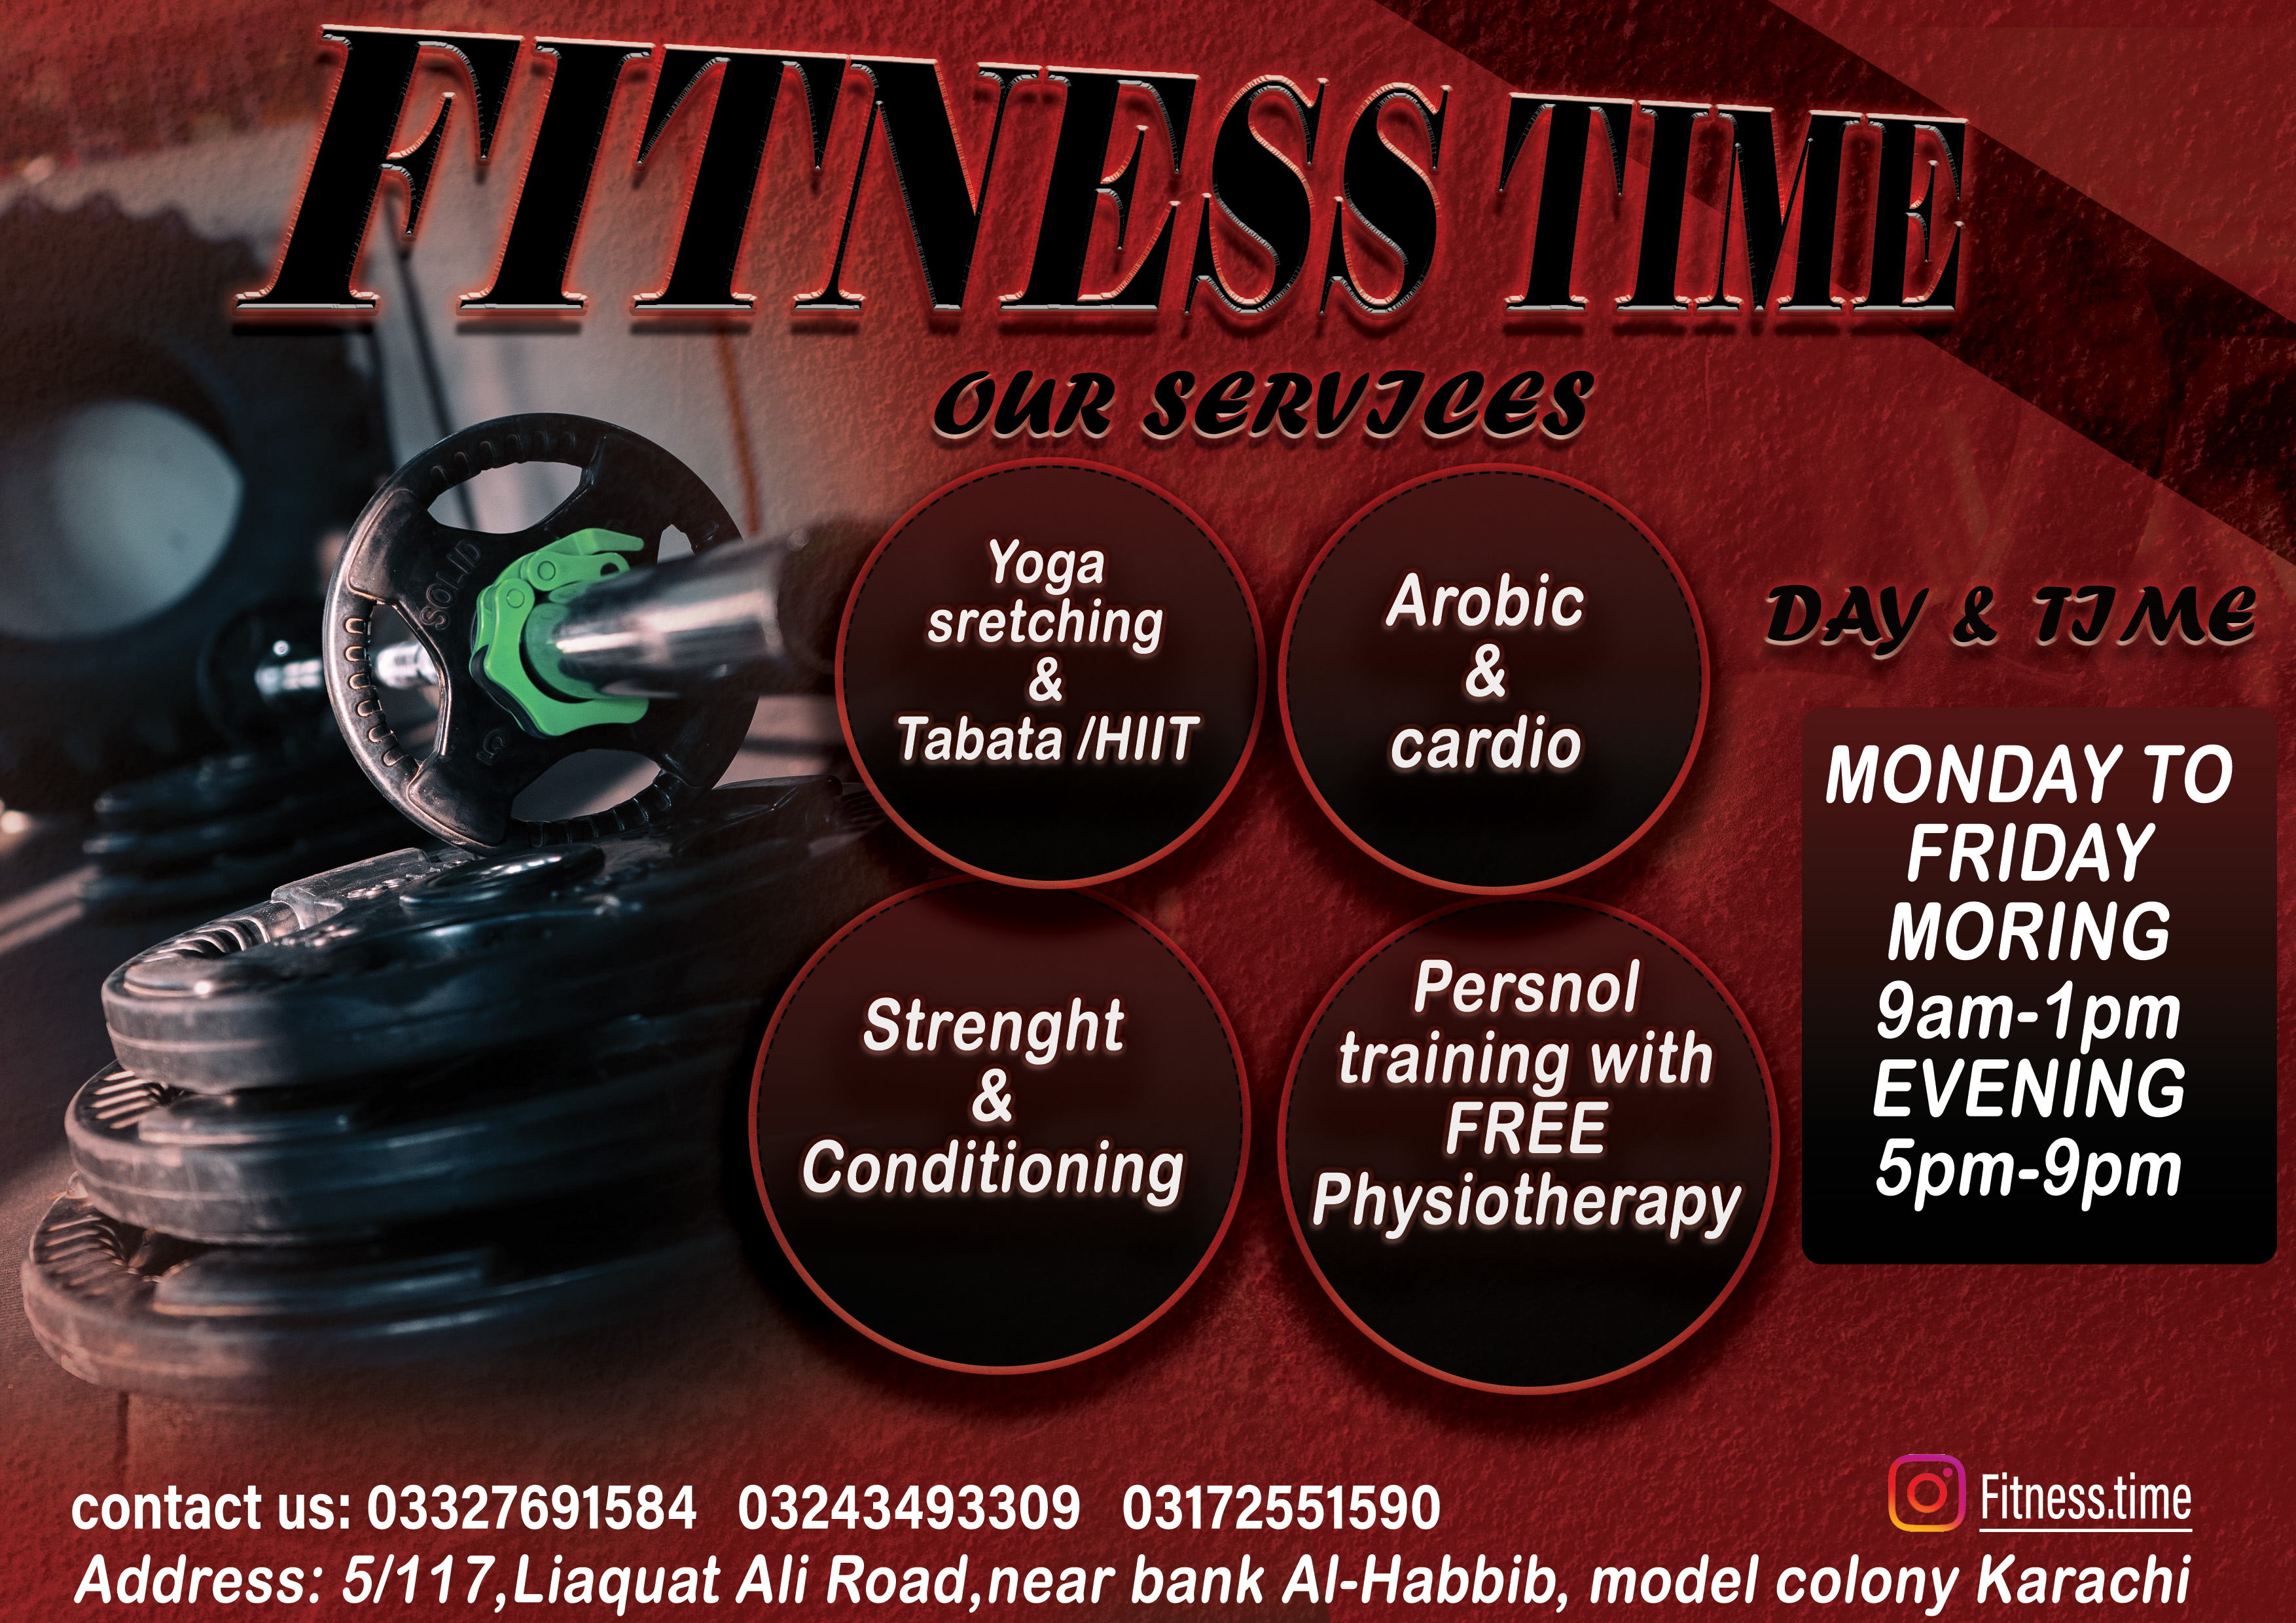 FITNESS TIME
OUR SERVICES
Yoga
sretching
&
Tabata /HIIT
Arobic
&
cardio
Strenght
&
Conditioning
Persnol
training with
FREE
Physiotherapy
DAY & TIME
MONDAY TO
FRIDAY
MORING
9am-1pm
EVENING
5pm-9pm
SOLID
5
contact us: 03327691584 03243493309 03172551590
Fitness.time
Address: 5/117,Liaquat Ali Road,near bank Al-Habbib, model colony Karachi